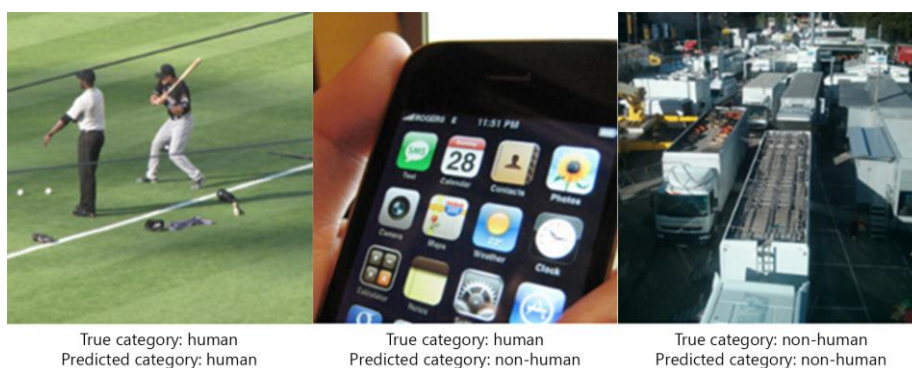 ROGERS E 11:51 PM
SMS
28
Text
Calendar
Contacts
Photos
Camera
Maps
Weather
Clock
Calculator
Notes
True category: human
Predicted category: human
True category: human
Predicted category: non-human
True category: non-human
Predicted category: non-human